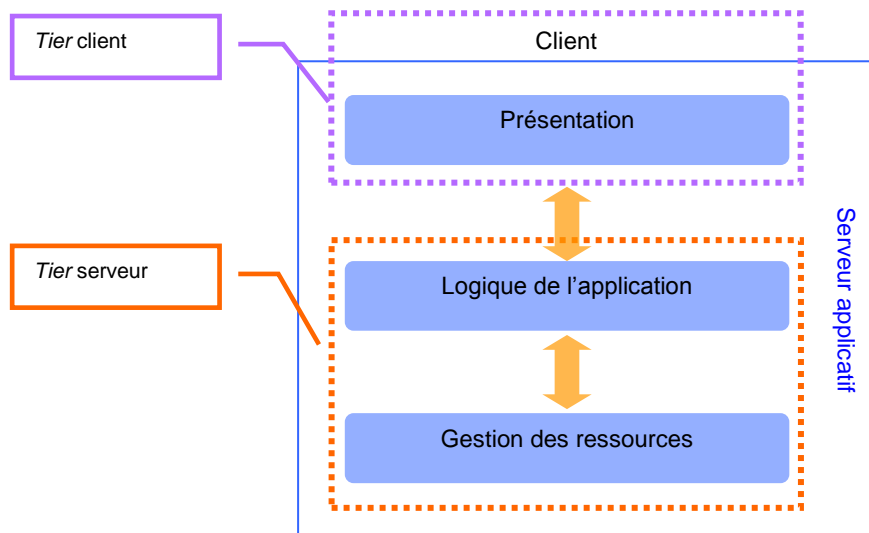 Tier client
Client
Présentation
Tier serveur
Logique de l’application
Gestion des ressources
Serveur applicatif